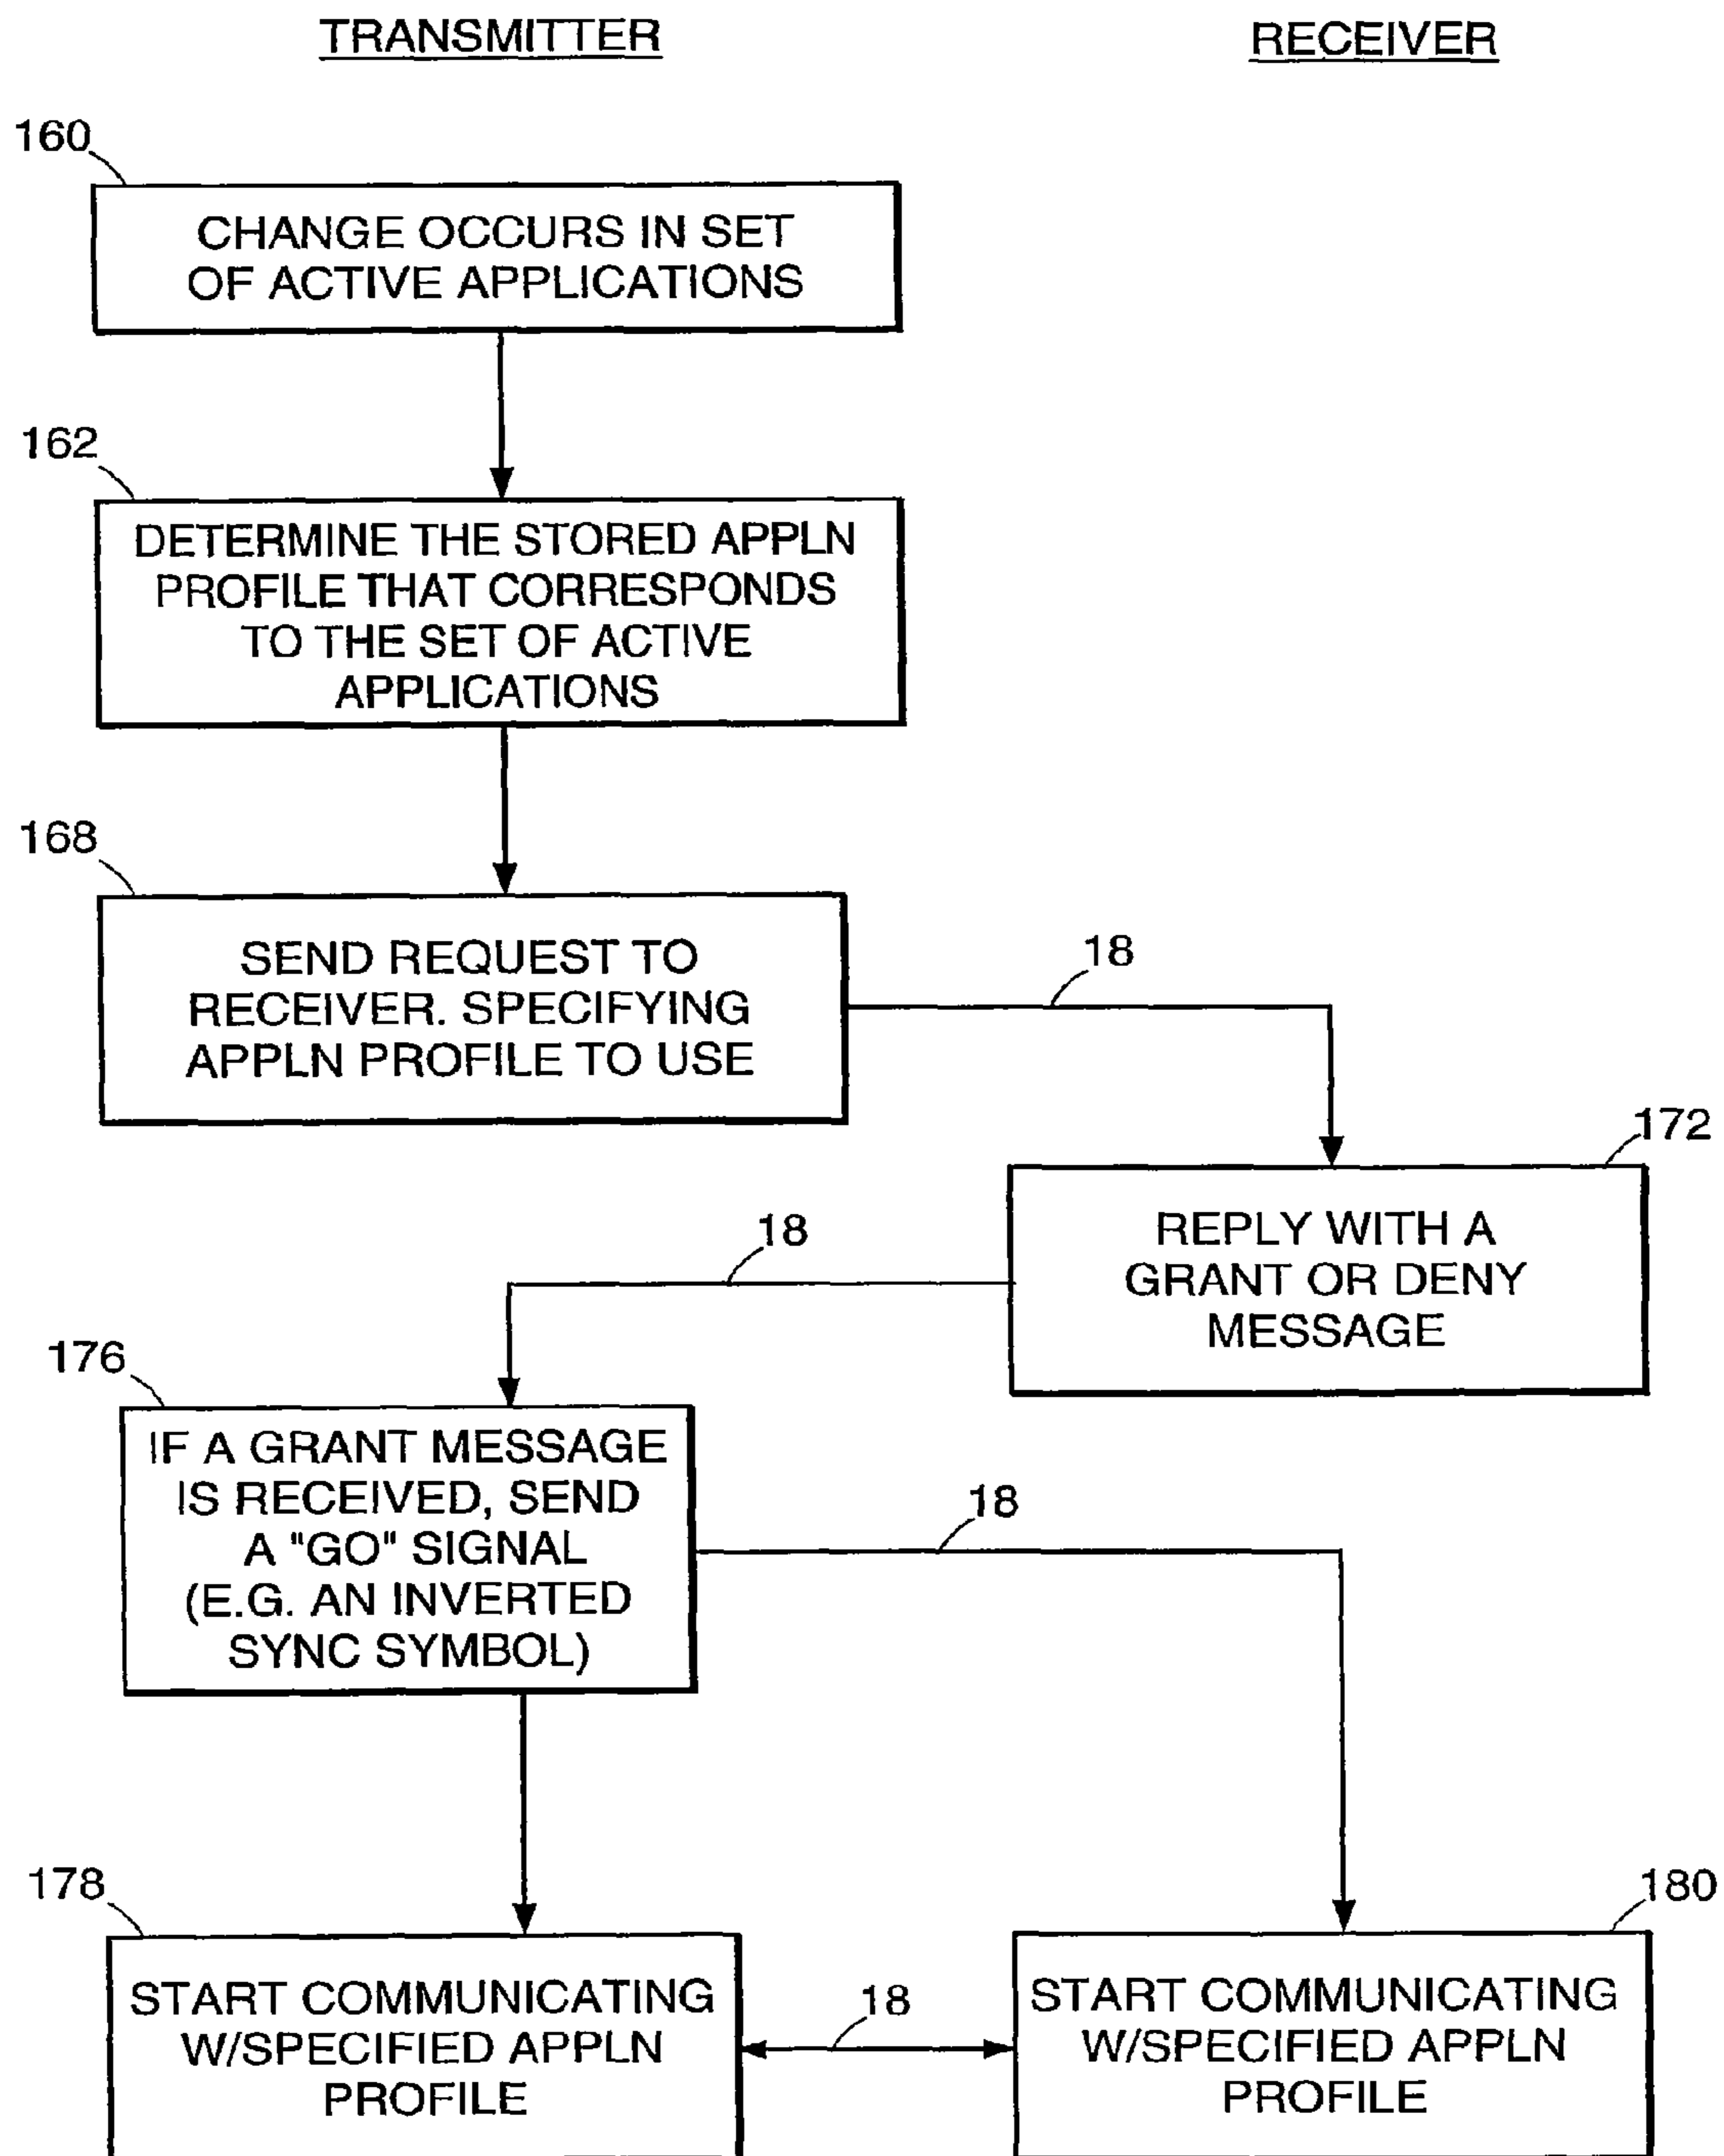 TRANSMITTER
RECEIVER
160
CHANGE OCCURS IN SET
OF ACTIVE APPLICATIONS
162
DETERMINE THE STORED APPLN
PROFILE THAT CORRESPONDS
TO THE SET OF ACTIVE
APPLICATIONS
168
SEND REQUEST TO
RECEIVER. SPECIFYING
APPLN PROFILE TO USE
18
172
REPLY WITH A
GRANT OR DENY
MESSAGE
18
176
IF A GRANT MESSAGE
IS RECEIVED, SEND
A "GO" SIGNAL
(E.G. AN INVERTED
SYNC SYMBOL)
18
178
START COMMUNICATING
W/SPECIFIED APPLN
PROFILE
18
180
START COMMUNICATING
W/SPECIFIED APPLN
PROFILE